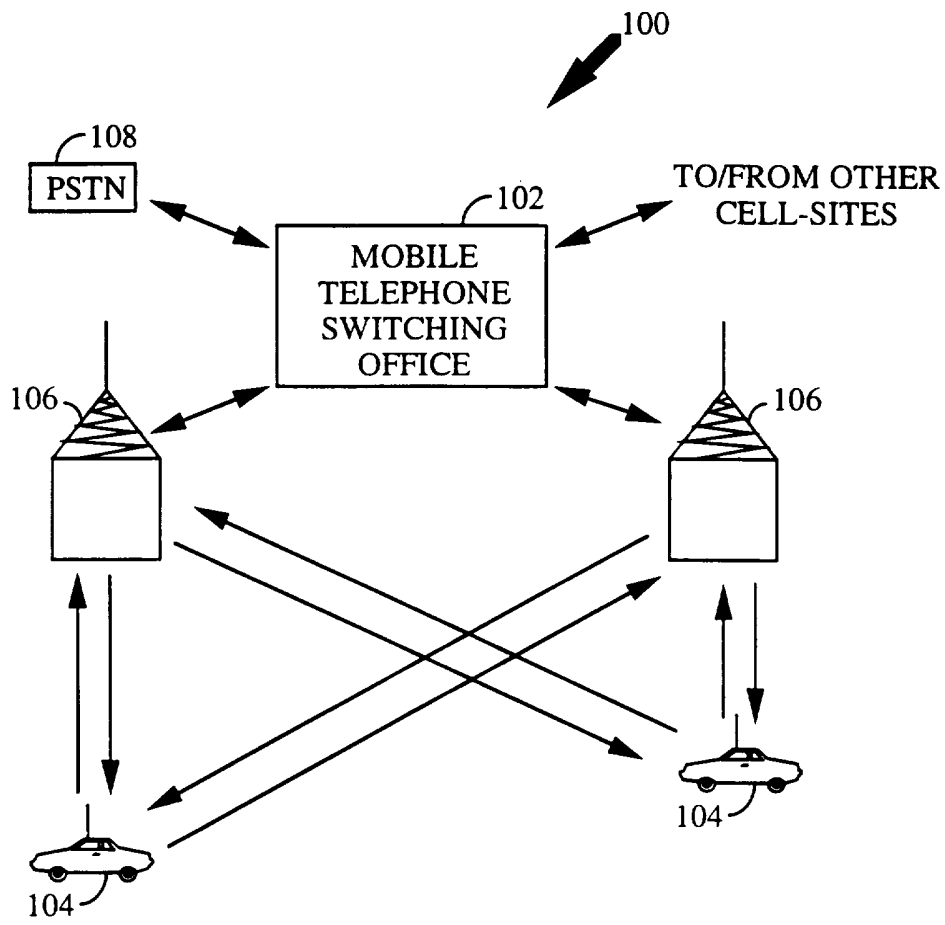 100
108
PSTN
102
TO/FROM OTHER
CELL-SITES
MOBILE
TELEPHONE
SWITCHING
OFFICE
106
106
104
104